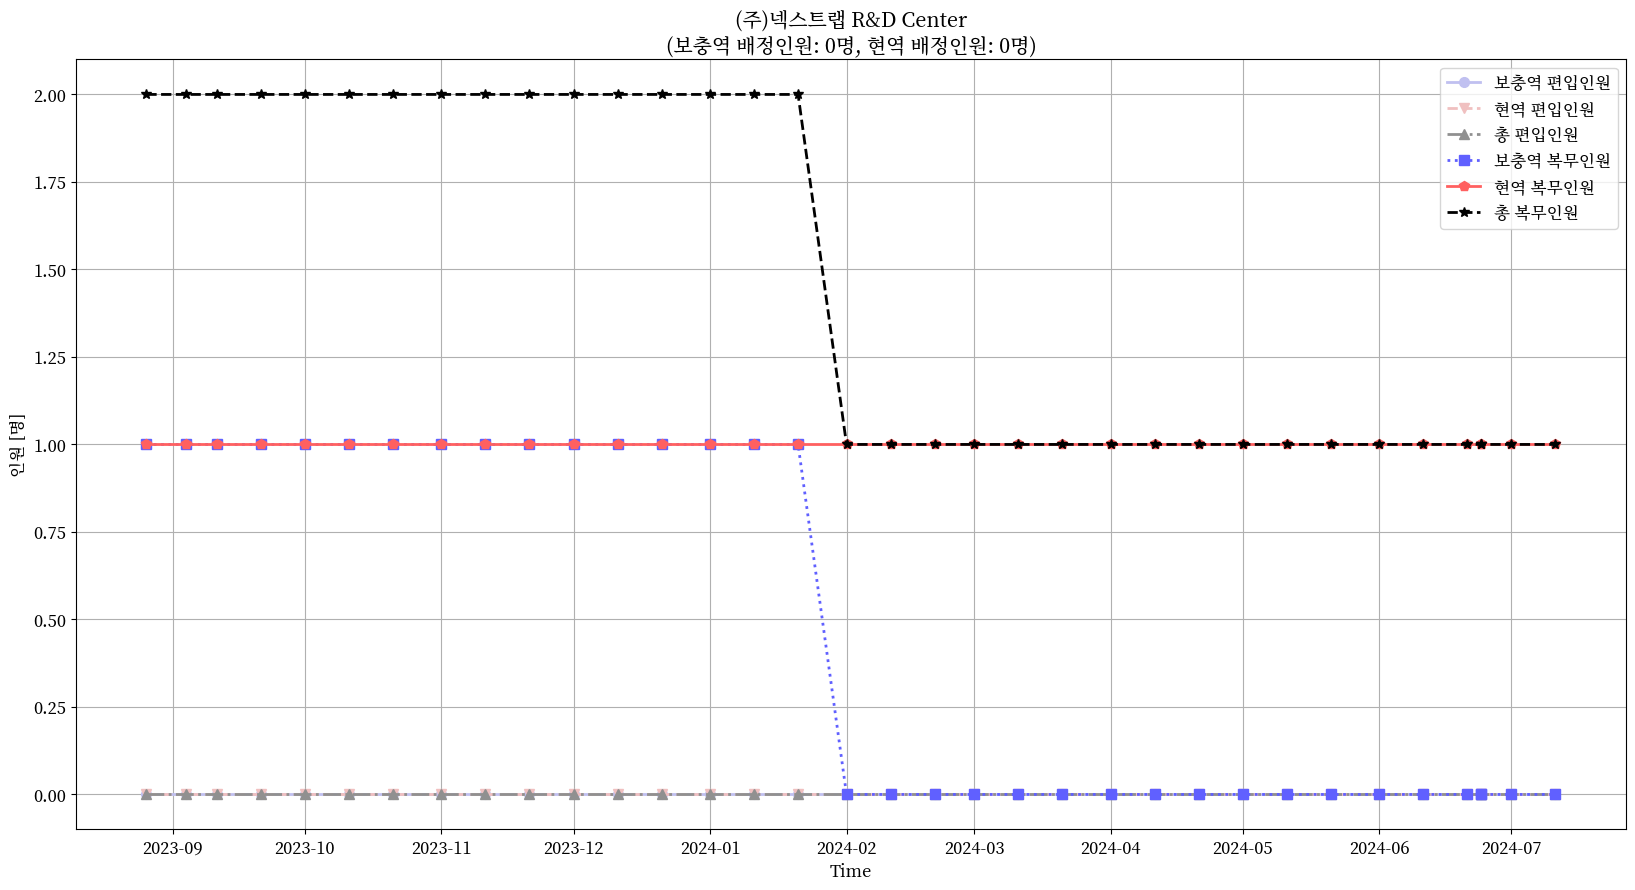 (주)넥스트랩 R&D Center
(보충역 배정인원: 0명, 현역 배정인원: 0명)
보충역 편입인원
현역 편입인원
총 편입인원
보충역 복무인원
현역 복무인원
총 복무인원
인원 [명]
2.00
1.75
1.50
1.25
1.00
0.75
0.50
0.25
0.00
2023-09 2023-10 2023-11 2023-12 2024-01 2024-02 2024-03 2024-04 2024-05 2024-06 2024-07
Time